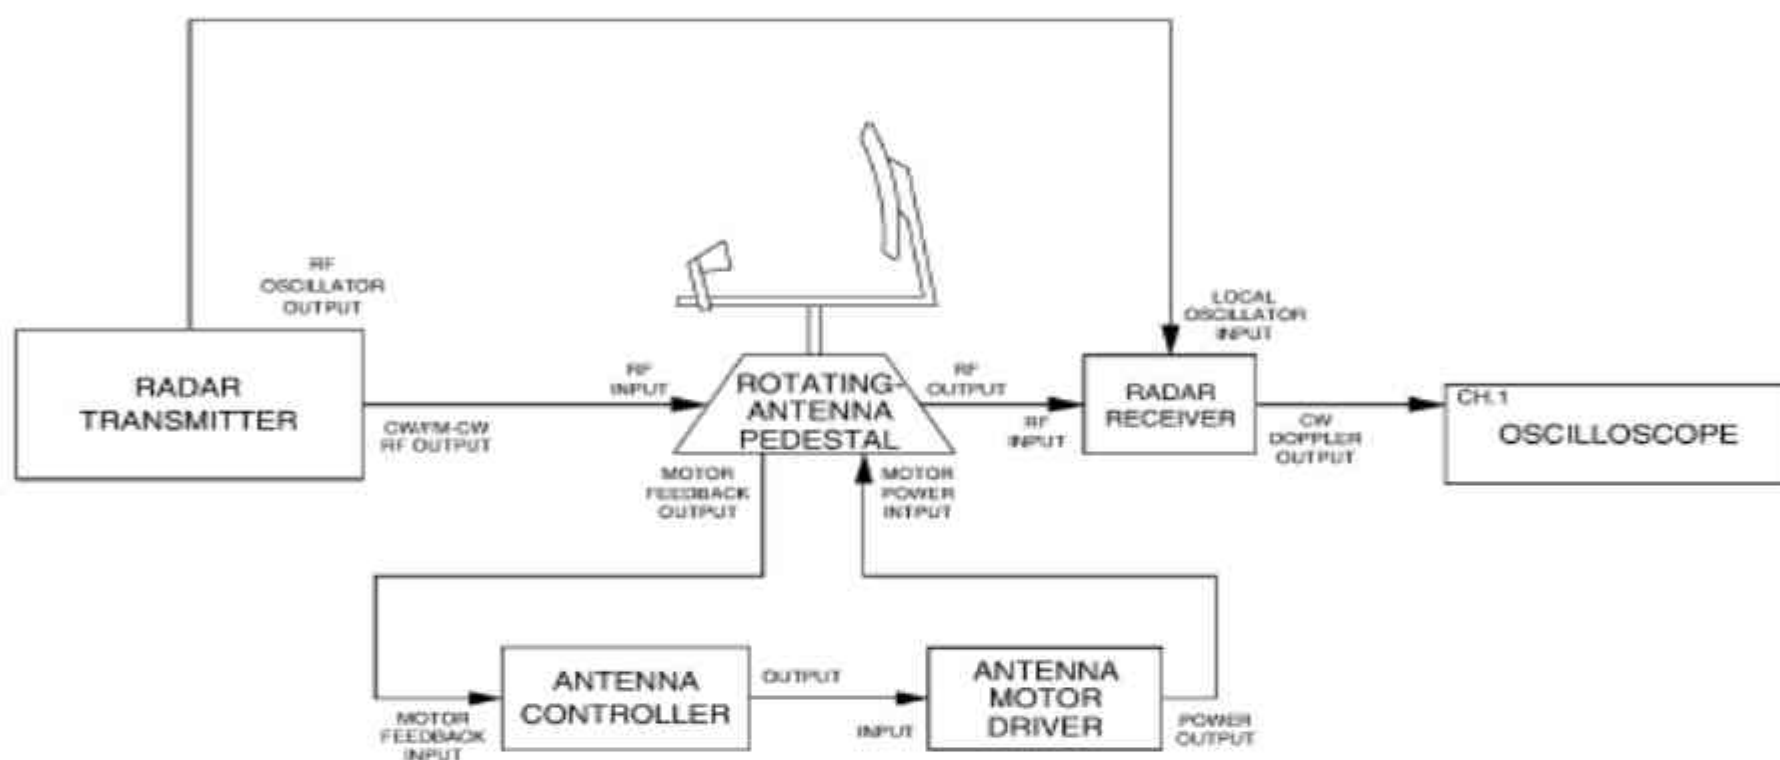 RF
OSCILLATOR
OUTPUT
LOCAL
OSCILLATOR
INPUT
RADAR
TRANSMITTER
CW/FM-CW
RF OUTPUT
RF
INPUT
ROTATING-
ANTENNA
PEDESTAL
RF
OUTPUT
RF
INPUT
RADAR
RECEIVER
CW
DOPPLER
OUTPUT
CH.1
OSCILLOSCOPE
MOTOR
FEEDBACK
OUTPUT
MOTOR
POWER
INTPUT
MOTOR
FEEDBACK
INPUT
ANTENNA
CONTROLLER
OUTPUT
INPUT
ANTENNA
MOTOR
DRIVER
POWER
OUTPUT